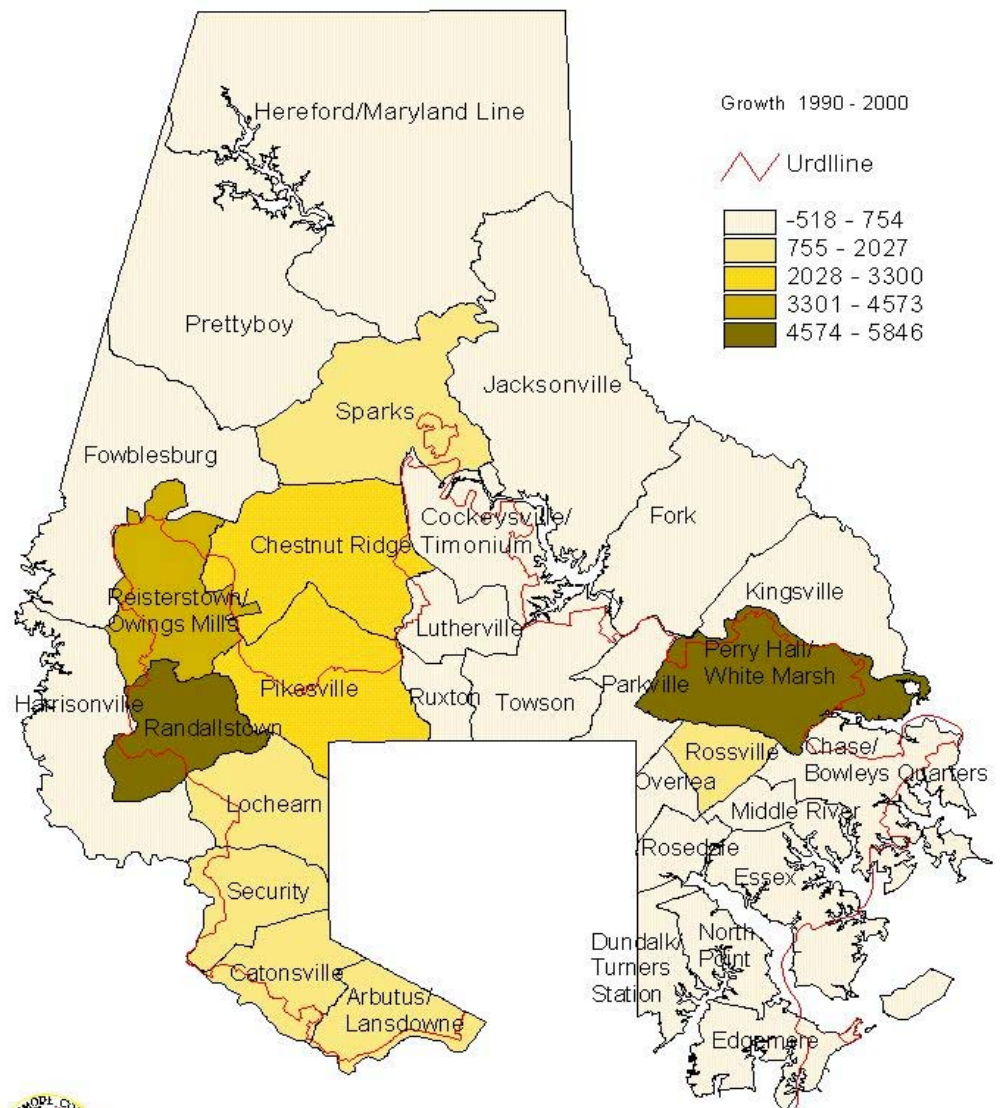 Hereford/Maryland Line
Growth 1990 - 2000
Urdlline
-518 - 754
755 - 2027
2028 - 3300
3301 - 4573
4574 - 5846
Prettyboy
Jacksonville
Sparks
Fowblesburg
Cockeysville/
Timonium
Fork
Chestnut Ridge
Kingsville
Reisterstown/
Owings Mills
Lutherville
Perry Hall/
White Marsh
Parkville
Pikesville
Ruxton
Towson
Harrisonville
Randallstown
Rossville
Chase/
Bowleys Quarters
Overlea
Lochearn
Middle River
Rosedale
Essex
Security
North
Point
Dundalk/
Turners
Station
Catonsville
Arbutus/
Lansdowne
Edgemere